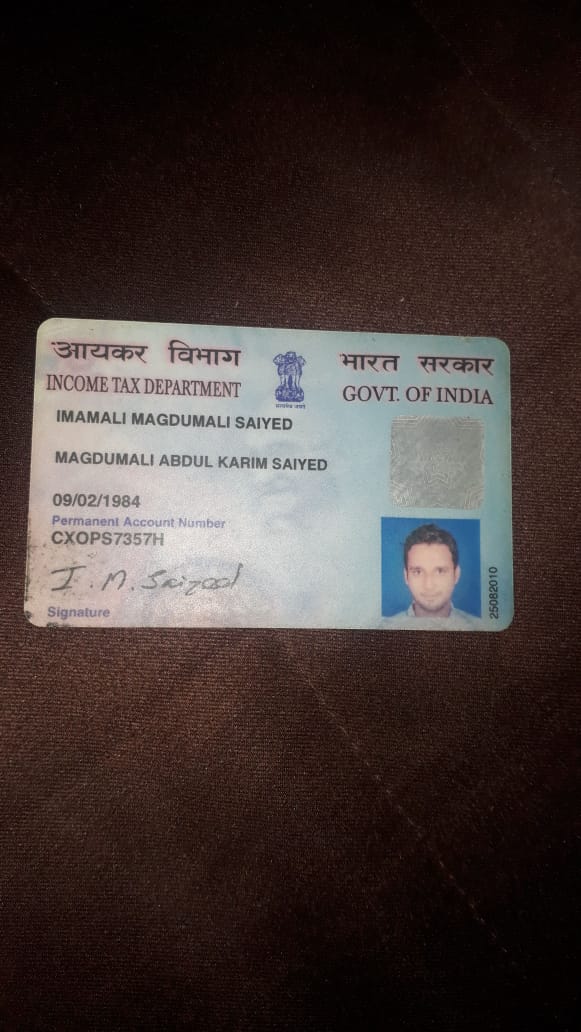 आयकर विभाग
INCOME TAX DEPARTMENT
भारत सरकार
GOVT. OF INDIA
सत्यमेव जयते
IMAMALI MAGDUMALI SAIYED
MAGDUMALI ABDUL KARIM SAIYED
09/02/1984
Permanent Account Number
CXOPS7357H
I. M. Saiyed
Signature
25082010